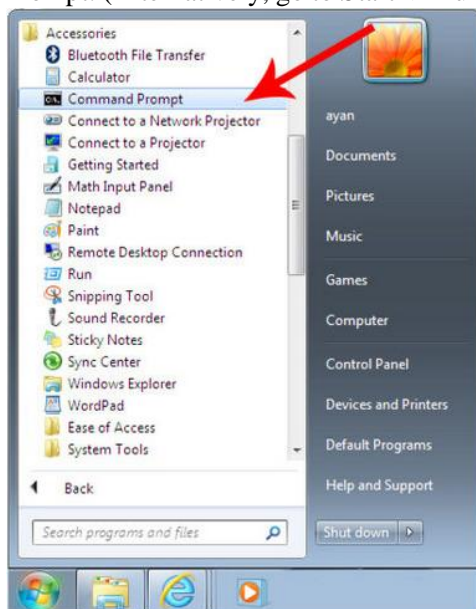 Accessories
Bluetooth File Transfer
Calculator
Command Prompt
Connect to a Network Projector
Connect to a Projector
Getting Started
Math Input Panel
Notepad
Paint
Remote Desktop Connection
Run
Snipping Tool
Sound Recorder
Sticky Notes
Sync Center
Windows Explorer
WordPad
Ease of Access
System Tools
Back
Search programs and files
ayan
Documents
Pictures
Music
Games
Computer
Control Panel
Devices and Printers
Default Programs
Help and Support
Shut down